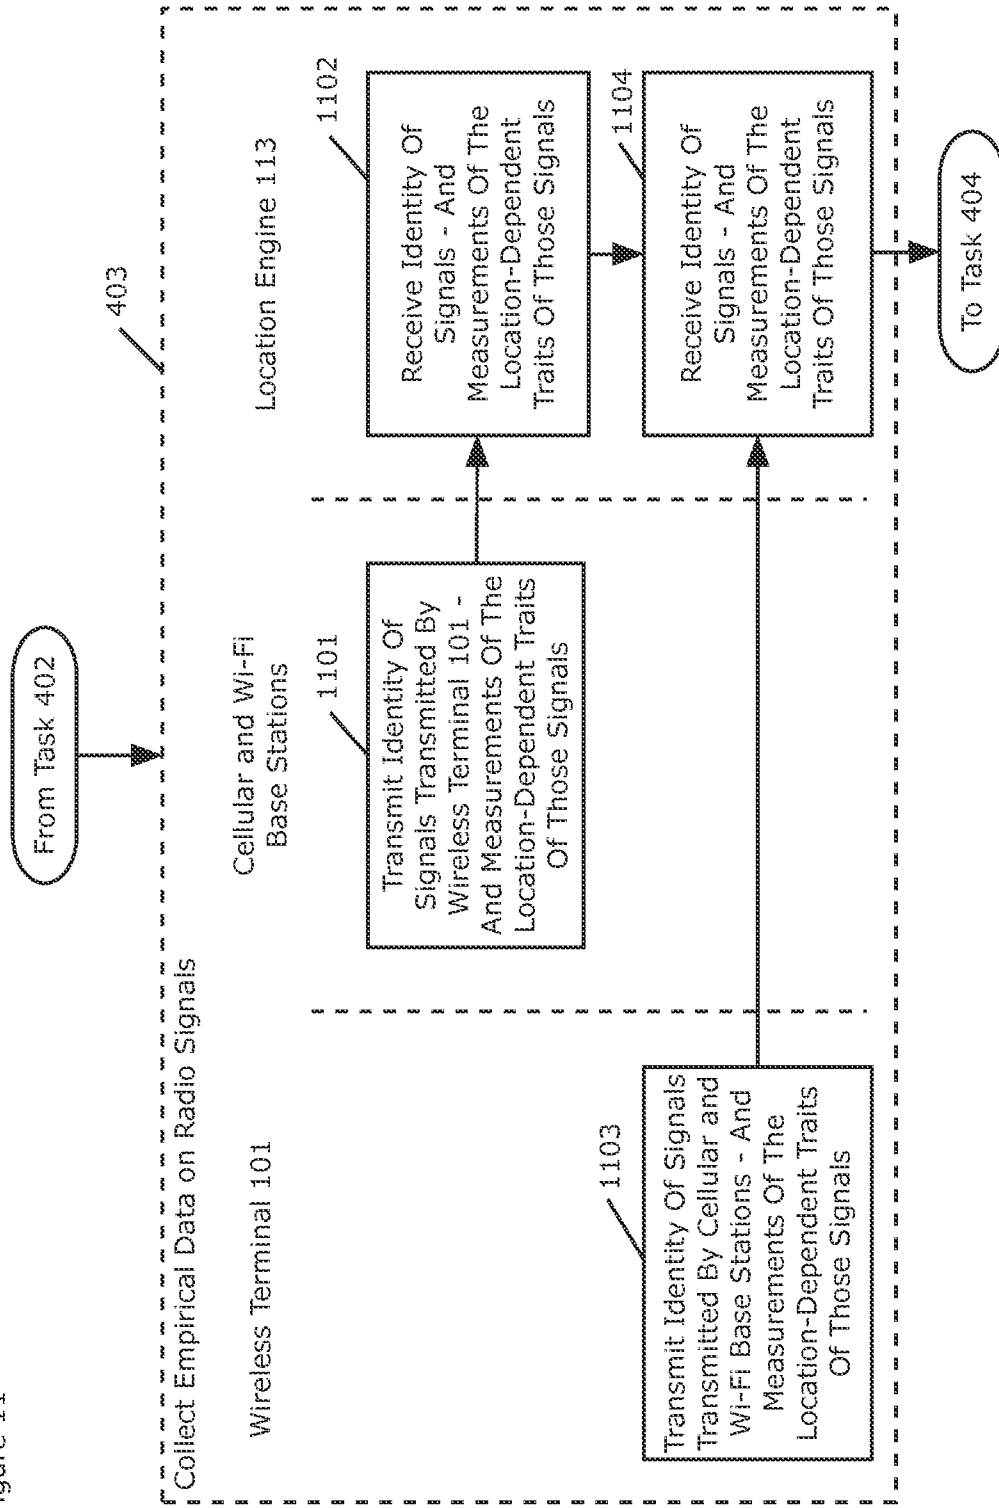 From Task 402
403
Collect Empirical Data on Radio Signals
Wireless Terminal 101
Cellular and Wi-Fi
Base Stations
Location Engine 113
1101
Transmit Identity Of
Signals Transmitted By
Wireless Terminal 101 -
And Measurements Of The
Location-Dependent Traits
Of Those Signals
1102
Receive Identity Of
Signals - And
Measurements Of The
Location-Dependent
Traits Of Those Signals
1103
Transmit Identity Of Signals
Transmitted By Cellular and
Wi-Fi Base Stations - And
Measurements Of The
Location-Dependent Traits
Of Those Signals
1104
Receive Identity Of
Signals - And
Measurements Of The
Location-Dependent
Traits Of Those Signals
To Task 404